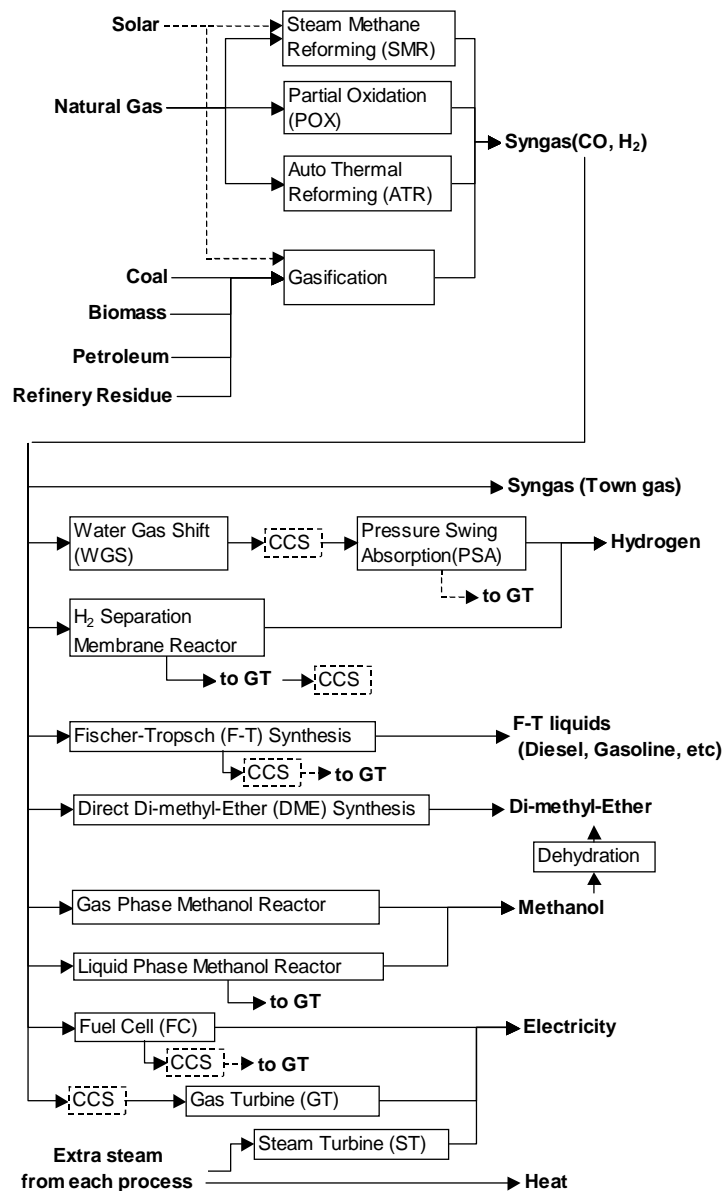 Solar
Steam Methane
Reforming (SMR)
Natural Gas
Partial Oxidation
(POX)
Syngas(CO, H₂)
Auto Thermal
Reforming (ATR)
Coal
Gasification
Biomass
Petroleum
Refinery Residue
Syngas (Town gas)
Water Gas Shift
(WGS)
CCS
Pressure Swing
Absorption(PSA)
Hydrogen
to GT
H₂ Separation
Membrane Reactor
to GT
CCS
Fischer-Tropsch (F-T) Synthesis
F-T liquids
(Diesel, Gasoline, etc)
CCS
to GT
Direct Di-methyl-Ether (DME) Synthesis
Di-methyl-Ether
Dehydration
Gas Phase Methanol Reactor
Methanol
Liquid Phase Methanol Reactor
to GT
Fuel Cell (FC)
Electricity
CCS
to GT
CCS
Gas Turbine (GT)
Steam Turbine (ST)
Extra steam
from each process
Heat